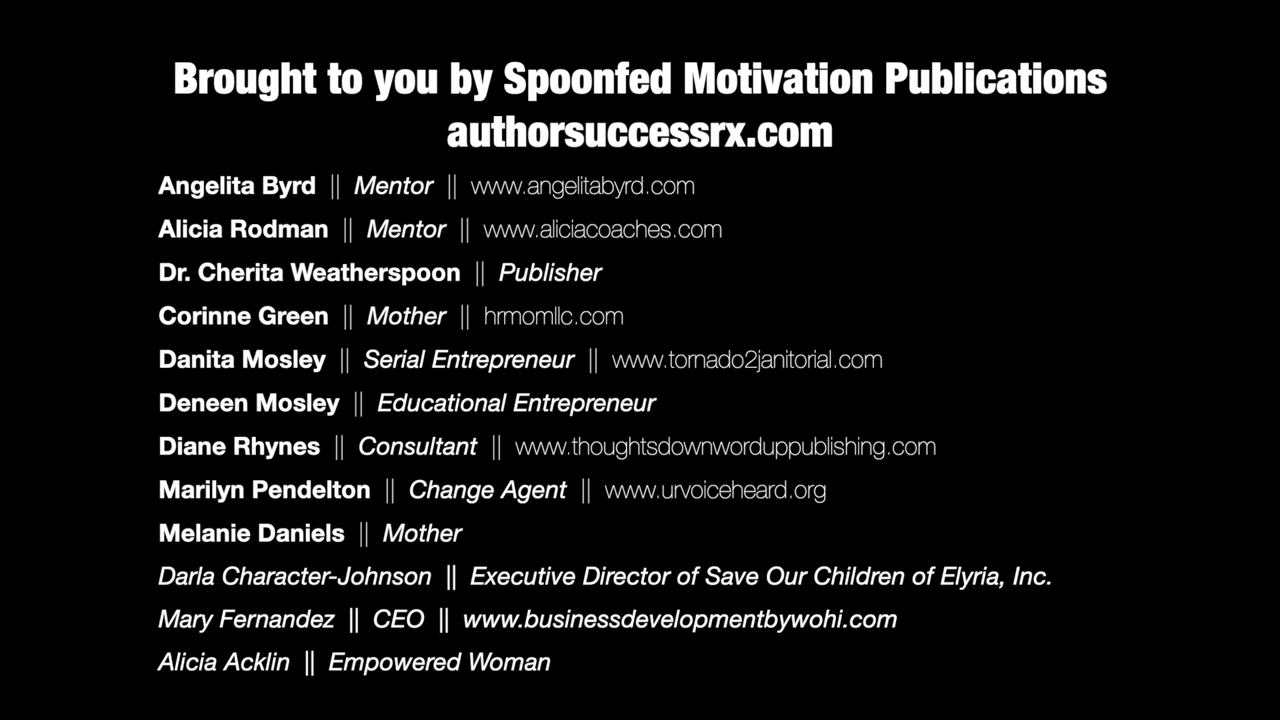 Brought to you by Spoonfed Motivation Publications
authorsuccessrx.com
Angelita Byrd || Mentor || www.angelitabyrd.com
Alicia Rodman || Mentor || www.aliciacoaches.com
Dr. Cherita Weatherspoon || Publisher
Corinne Green || Mother || hrmomllc.com
Danita Mosley || Serial Entrepreneur || www.tornado2janitorial.com
Deneen Mosley || Educational Entrepreneur
Diane Rhynes || Consultant || www.thoughtsdownworduppublishing.com
Marilyn Pendelton || Change Agent || www.urvoiceheard.org
Melanie Daniels || Mother
Darla Character-Johnson || Executive Director of Save Our Children of Elyria, Inc.
Mary Fernandez || CEO || www.businessdevelopmentbywohi.com
Alicia Acklin || Empowered Woman